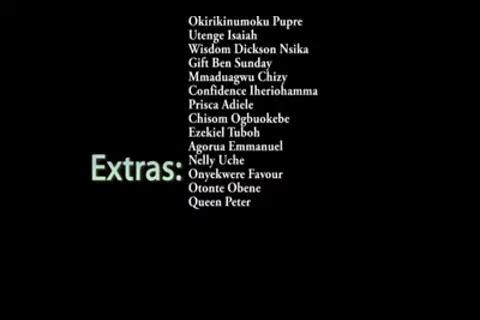 Okirikinumoku Pupre
Utenge Isaiah
Wisdom Dickson Nsika
Gift Ben Sunday
Mmaduagwu Chizy
Confidence Iheriohamma
Prisca Adiele
Chisom Ogbuokebe
Ezekiel Tuboh
Agorua Emmanuel
Extras: Nelly Uche
Onyekwere Favour
Otonte Obene
Queen Peter